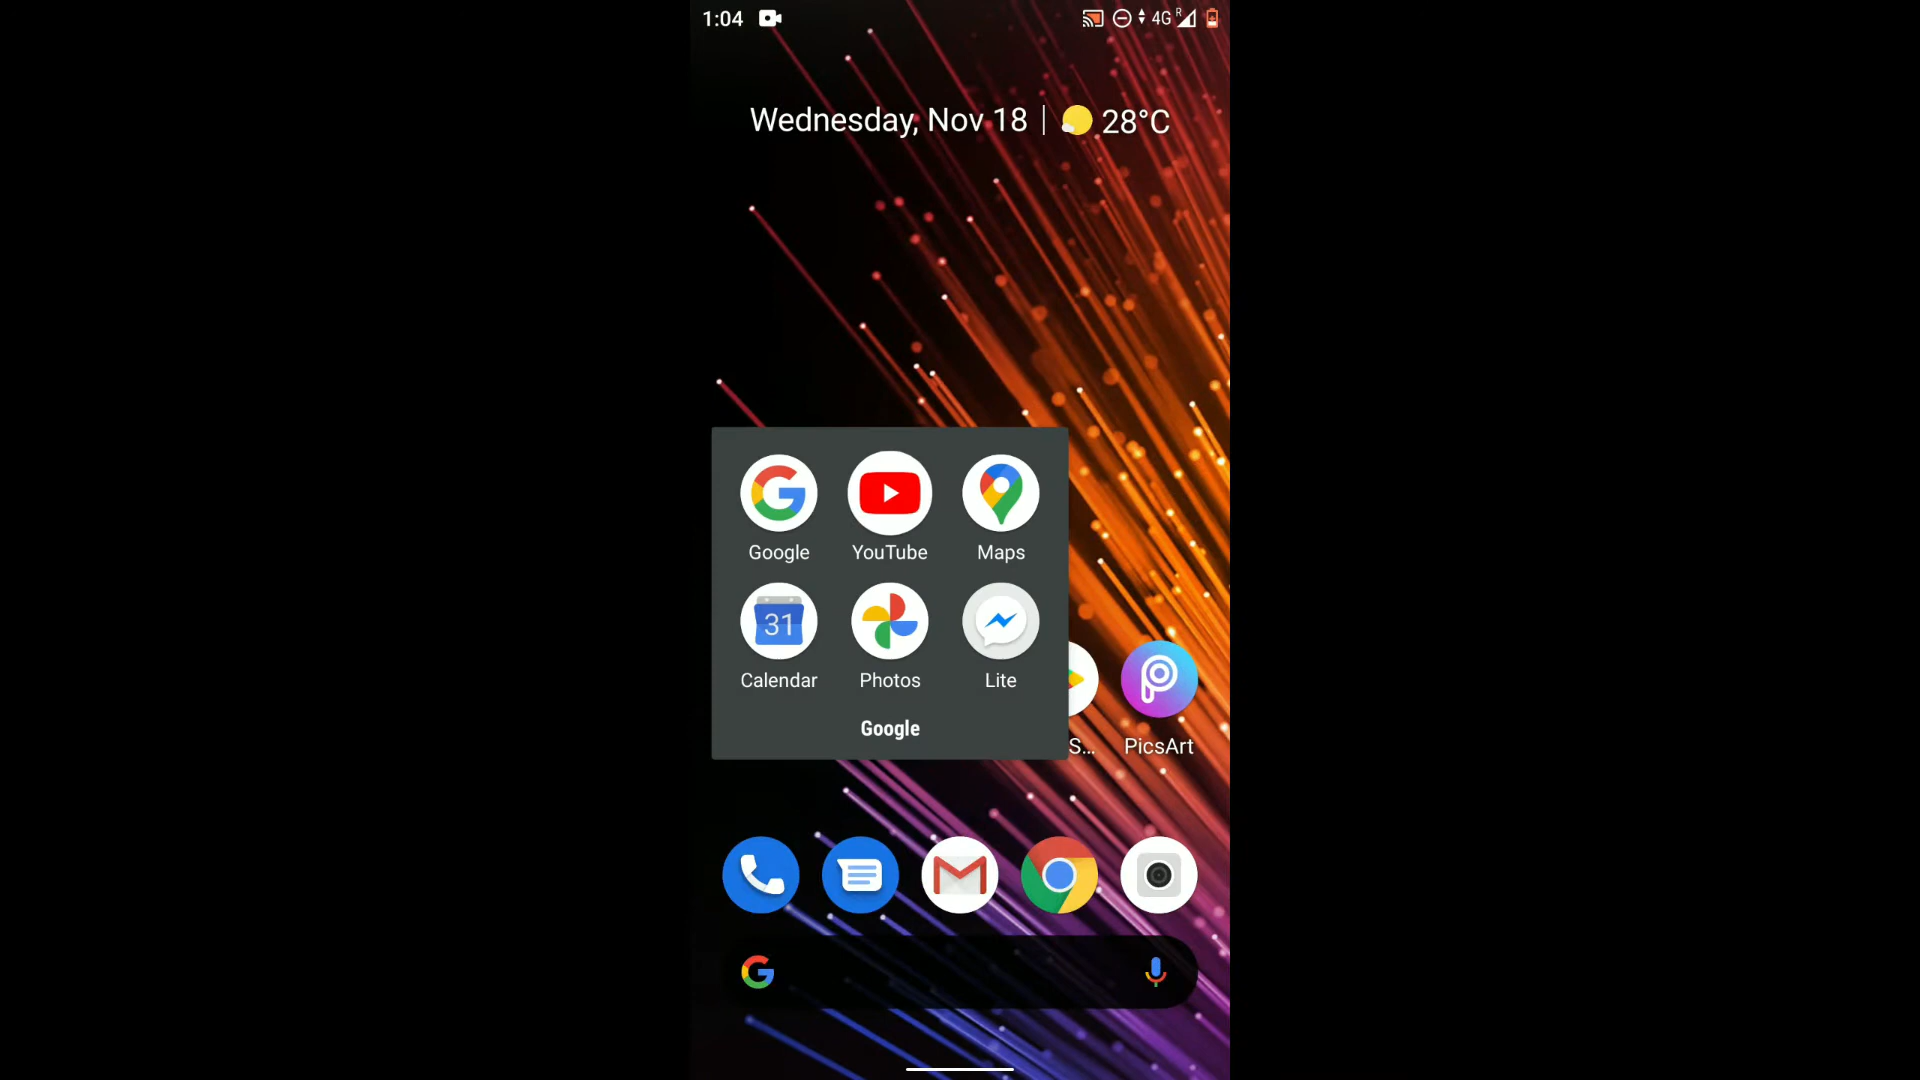 1:04
4G R
Wednesday, Nov 18 | 28°C
Google YouTube Maps
31
Calendar Photos Lite
Google
S... PicsArt